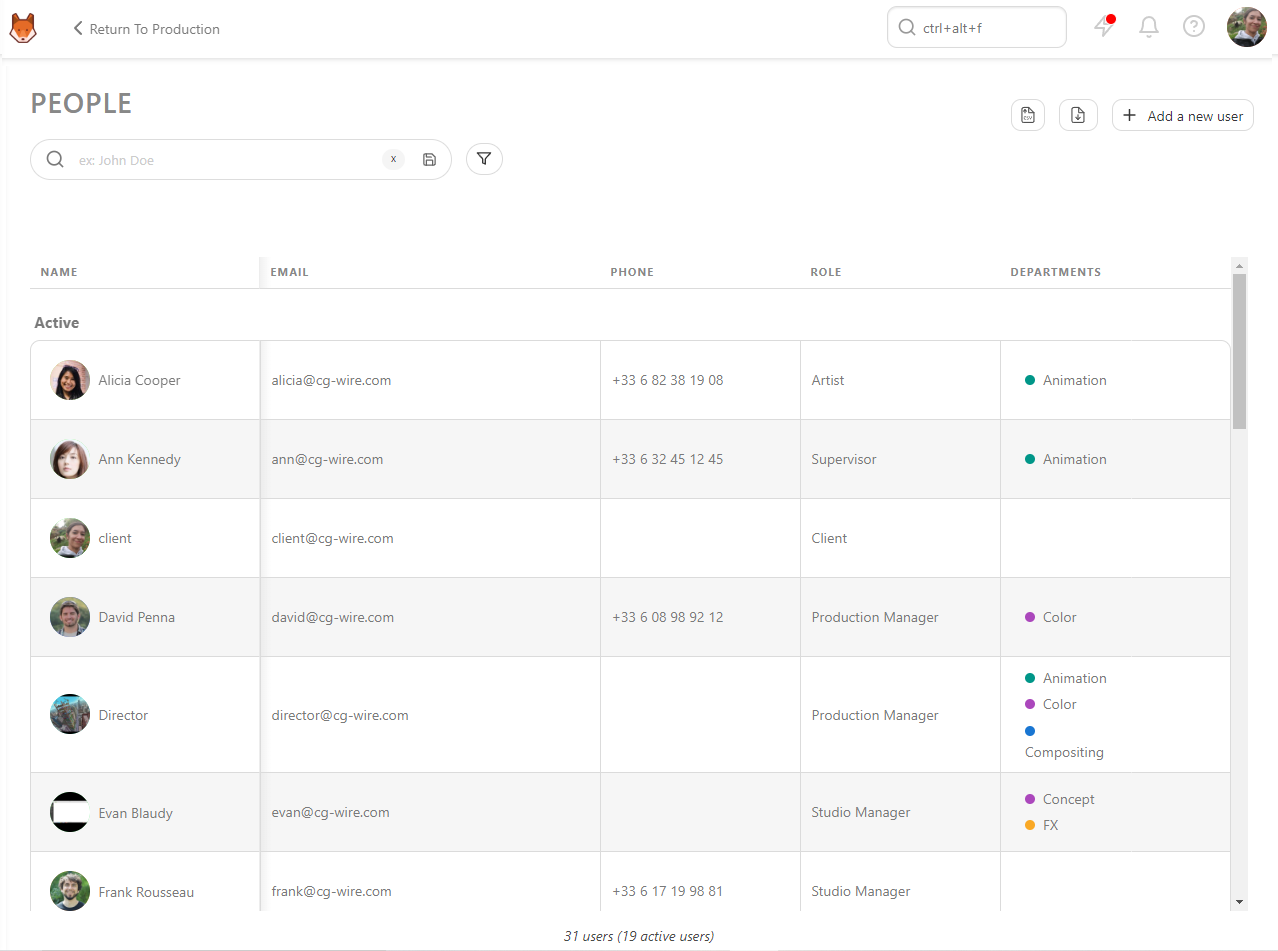 Return To Production
ctrl+alt+f
PEOPLE
CSV
Add a new user
ex: John Doe
x
NAME EMAIL PHONE ROLE DEPARTMENTS
Active
Alicia Cooper alicia@cg-wire.com +33 6 82 38 19 08 Artist Animation
Ann Kennedy ann@cg-wire.com +33 6 32 45 12 45 Supervisor Animation
client client@cg-wire.com Client
David Penna david@cg-wire.com +33 6 08 98 92 12 Production Manager Color
Director director@cg-wire.com Production Manager Animation
Color
Compositing
Evan Blaudy evan@cg-wire.com Studio Manager Concept
FX
Frank Rousseau frank@cg-wire.com +33 6 17 19 98 81 Studio Manager
31 users (19 active users)